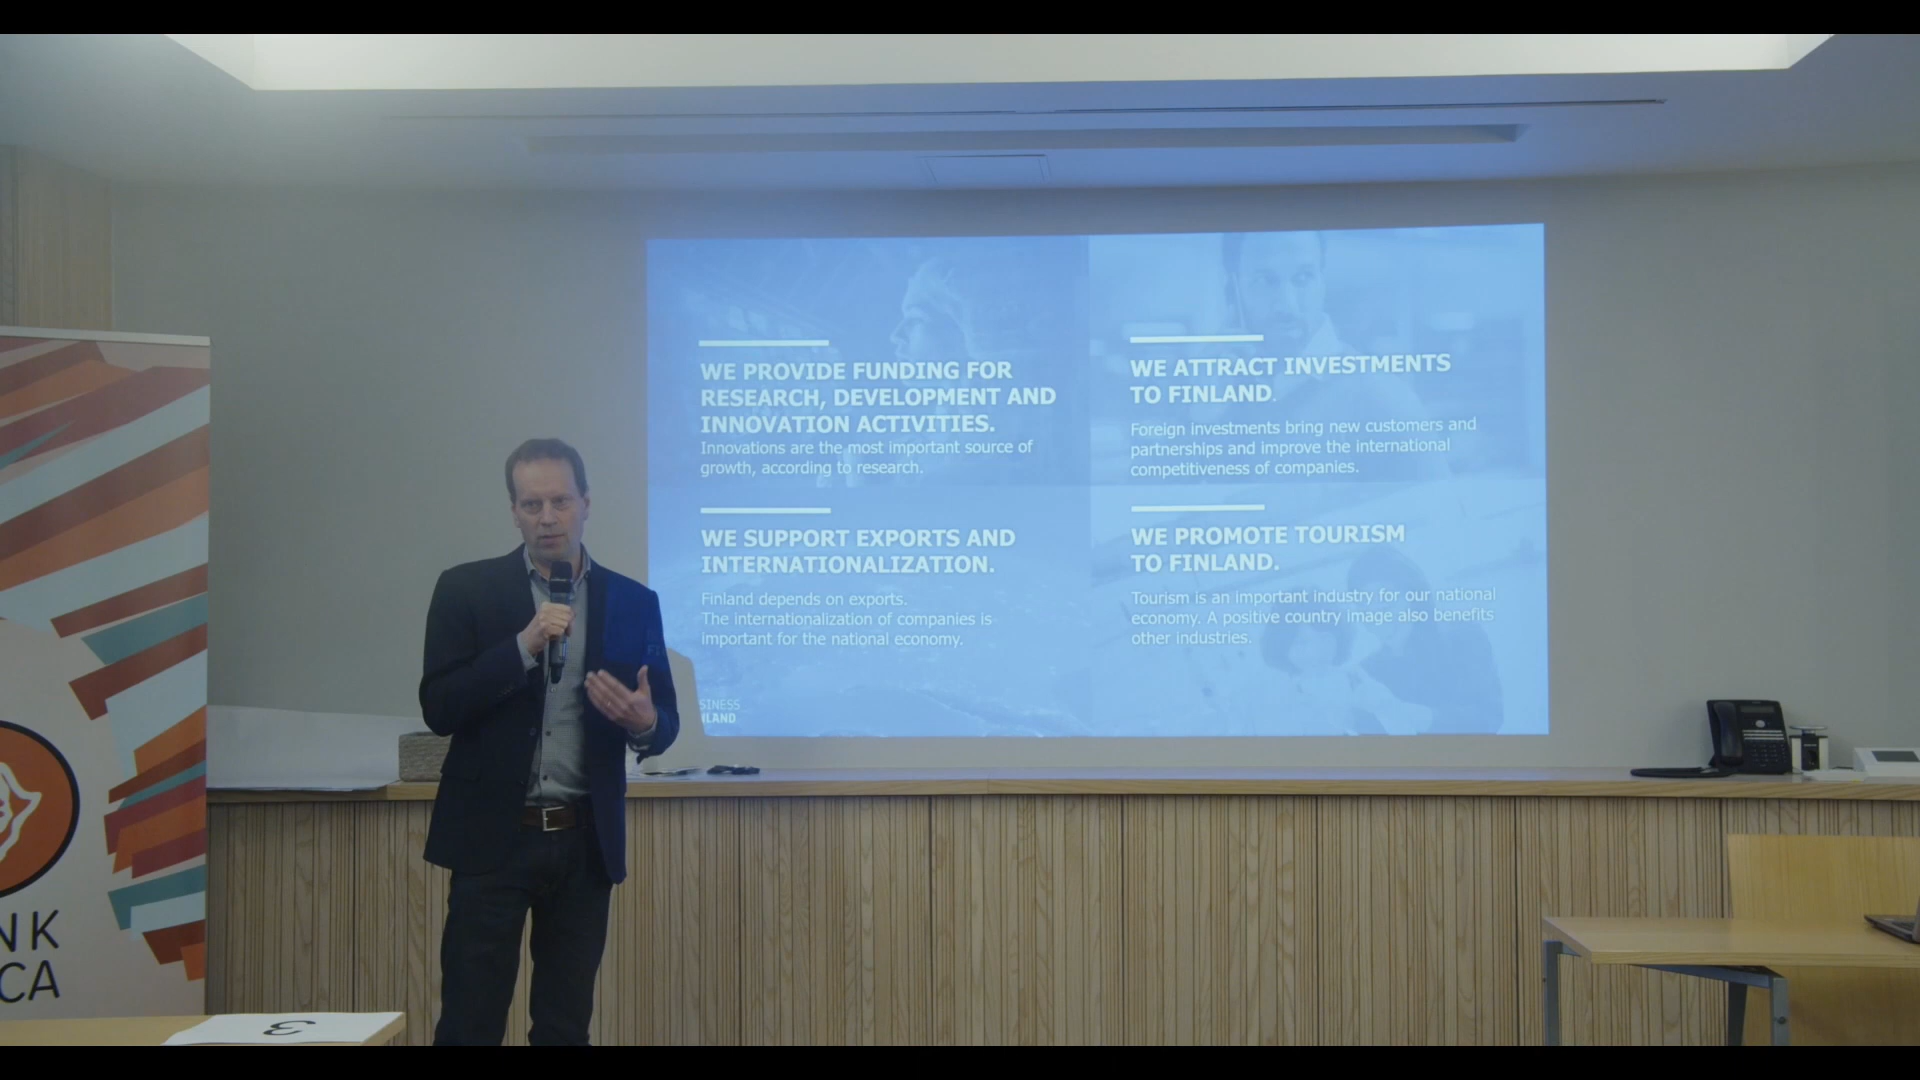 WE PROVIDE FUNDING FOR
RESEARCH, DEVELOPMENT AND
INNOVATION ACTIVITIES.
Innovations are the most important source of
growth, according to research.
WE ATTRACT INVESTMENTS
TO FINLAND.
Foreign investments bring new customers and
partnerships and improve the international
competitiveness of companies.
WE SUPPORT EXPORTS AND
INTERNATIONALIZATION.
Finland depends on exports.
The internationalization of companies is
important for the national economy.
WE PROMOTE TOURISM
TO FINLAND.
Tourism is an important industry for our national
economy. A positive country image also benefits
other industries.
SINESS
NLAND
NK
CA
3